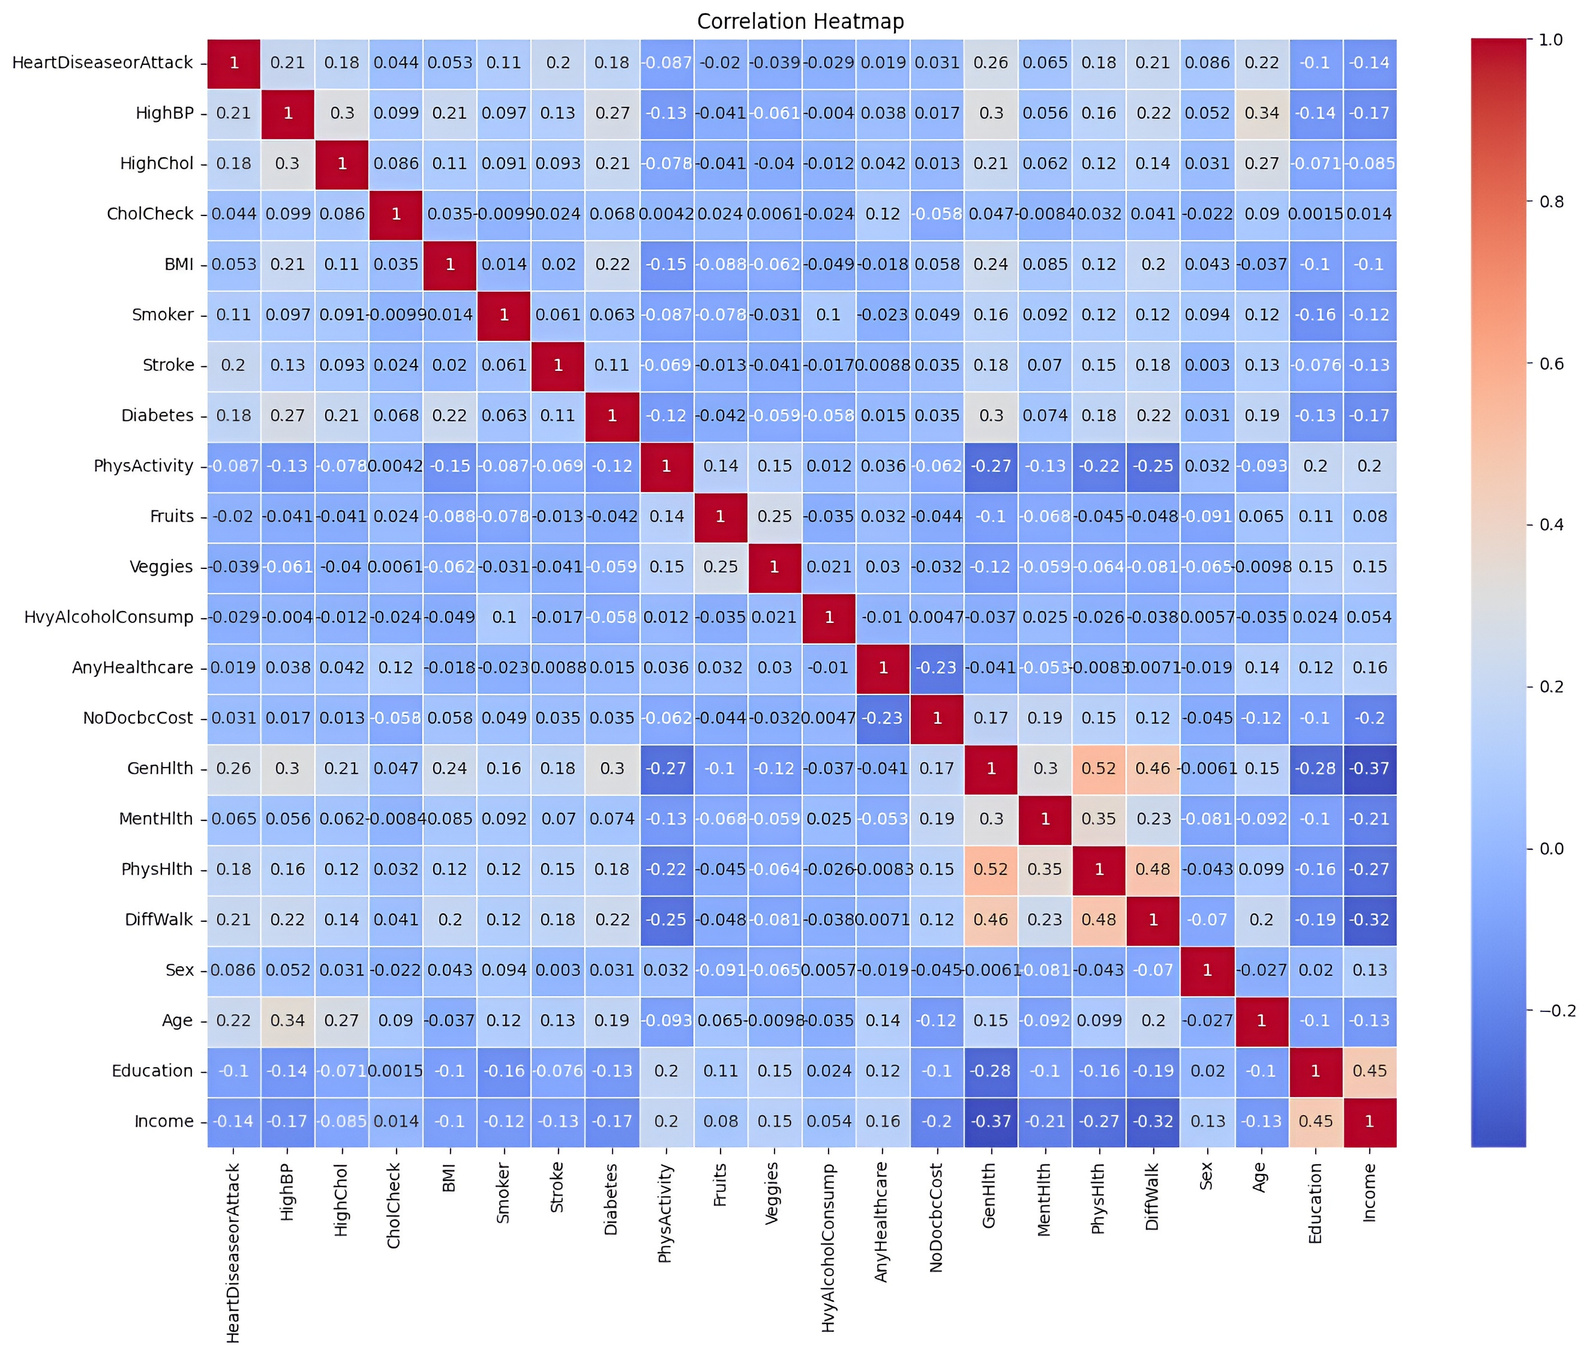 Correlation Heatmap
HeartDiseaseorAttack 1 0.21 0.18 0.044 0.053 0.11 0.2 0.18 -0.087 -0.02 -0.039 -0.029 0.019 0.031 0.26 0.065 0.18 0.21 0.086 0.22 -0.1 -0.14
HighBP 0.21 1 0.3 0.099 0.21 0.097 0.13 0.27 -0.13 -0.041 -0.061 -0.004 0.038 0.017 0.3 0.056 0.16 0.22 0.052 0.34 -0.14 -0.17
HighChol 0.18 0.3 1 0.086 0.11 0.091 0.093 0.21 -0.078 -0.041 -0.04 -0.012 0.042 0.013 0.21 0.062 0.12 0.14 0.031 0.27 -0.071 -0.085
CholCheck 0.044 0.099 0.086 1 0.035 -0.0099 0.024 0.068 0.0042 0.024 0.0061 -0.024 0.12 -0.058 0.047 -0.0084 0.032 0.041 -0.022 0.09 0.0015 0.014
BMI 0.053 0.21 0.11 0.035 1 0.014 0.02 0.22 -0.15 -0.088 -0.062 -0.049 -0.018 0.058 0.24 0.085 0.12 0.2 0.043 -0.037 -0.1 -0.1
Smoker 0.11 0.097 0.091 -0.0099 0.014 1 0.061 0.063 -0.087 -0.078 -0.031 0.1 -0.023 0.049 0.16 0.092 0.12 0.12 0.094 0.12 -0.16 -0.12
Stroke 0.2 0.13 0.093 0.024 0.02 0.061 1 0.11 -0.069 -0.013 -0.041 -0.017 0.0088 0.035 0.18 0.07 0.15 0.18 0.003 0.13 -0.076 -0.13
Diabetes 0.18 0.27 0.21 0.068 0.22 0.063 0.11 1 -0.12 -0.042 -0.059 -0.058 0.015 0.035 0.3 0.074 0.18 0.22 0.031 0.19 -0.13 -0.17
PhysActivity -0.087 -0.13 -0.078 0.0042 -0.15 -0.087 -0.069 -0.12 1 0.14 0.15 0.012 0.036 -0.062 -0.27 -0.13 -0.22 -0.25 0.032 -0.093 0.2 0.2
Fruits -0.02 -0.041 -0.041 0.024 -0.088 -0.078 -0.013 -0.042 0.14 1 0.25 -0.035 0.032 -0.044 -0.1 -0.068 -0.045 -0.048 -0.091 0.065 0.11 0.08
Veggies -0.039 -0.061 -0.04 0.0061 -0.062 -0.031 -0.041 -0.059 0.15 0.25 1 0.021 0.03 -0.032 -0.12 -0.059 -0.064 -0.081 -0.065 -0.0098 0.15 0.15
HvyAlcoholConsump -0.029 -0.004 -0.012 -0.024 -0.049 0.1 -0.017 -0.058 0.012 -0.035 0.021 1 -0.01 0.0047 -0.037 0.025 -0.026 -0.038 0.0057 -0.035 0.024 0.054
AnyHealthcare 0.019 0.038 0.042 0.12 -0.018 -0.023 0.0088 0.015 0.036 0.032 0.03 -0.01 1 -0.23 -0.041 -0.053 -0.0083 0.0071 -0.019 0.14 0.12 0.16
NoDocbcCost 0.031 0.017 0.013 -0.058 0.058 0.049 0.035 0.035 -0.062 -0.044 -0.032 0.0047 -0.23 1 0.17 0.19 0.15 0.12 -0.045 -0.12 -0.1 -0.2
GenHlth 0.26 0.3 0.21 0.047 0.24 0.16 0.18 0.3 -0.27 -0.1 -0.12 -0.037 -0.041 0.17 1 0.3 0.52 0.46 -0.0061 0.15 -0.28 -0.37
MentHlth 0.065 0.056 0.062 -0.0084 0.085 0.092 0.07 0.074 -0.13 -0.068 -0.059 0.025 -0.053 0.19 0.3 1 0.35 0.23 -0.081 -0.092 -0.1 -0.21
PhysHlth 0.18 0.16 0.12 0.032 0.12 0.12 0.15 0.18 -0.22 -0.045 -0.064 -0.026 -0.0083 0.15 0.52 0.35 1 0.48 -0.043 0.099 -0.16 -0.27
DiffWalk 0.21 0.22 0.14 0.041 0.2 0.12 0.18 0.22 -0.25 -0.048 -0.081 -0.038 0.0071 0.12 0.46 0.23 0.48 1 -0.07 0.2 -0.19 -0.32
Sex 0.086 0.052 0.031 -0.022 0.043 0.094 0.003 0.031 0.032 -0.091 -0.065 0.0057 -0.019 -0.045 -0.0061 -0.081 -0.043 -0.07 1 -0.027 0.02 0.13
Age 0.22 0.34 0.27 0.09 -0.037 0.12 0.13 0.19 -0.093 0.065 -0.0098 -0.035 0.14 -0.12 0.15 -0.092 0.099 0.2 -0.027 1 -0.1 -0.13
Education -0.1 -0.14 -0.071 0.0015 -0.1 -0.16 -0.076 -0.13 0.2 0.11 0.15 0.024 0.12 -0.1 -0.28 -0.1 -0.16 -0.19 0.02 -0.1 1 0.45
Income -0.14 -0.17 -0.085 0.014 -0.1 -0.12 -0.13 -0.17 0.2 0.08 0.15 0.054 0.16 -0.2 -0.37 -0.21 -0.27 -0.32 0.13 -0.13 0.45 1
HeartDiseaseorAttack
HighBP
HighChol
CholCheck
BMI
Smoker
Stroke
Diabetes
PhysActivity
Fruits
Veggies
HvyAlcoholConsump
AnyHealthcare
NoDocbcCost
GenHlth
MentHlth
PhysHlth
DiffWalk
Sex
Age
Education
Income
1.0
0.8
0.6
0.4
0.2
0.0
−0.2